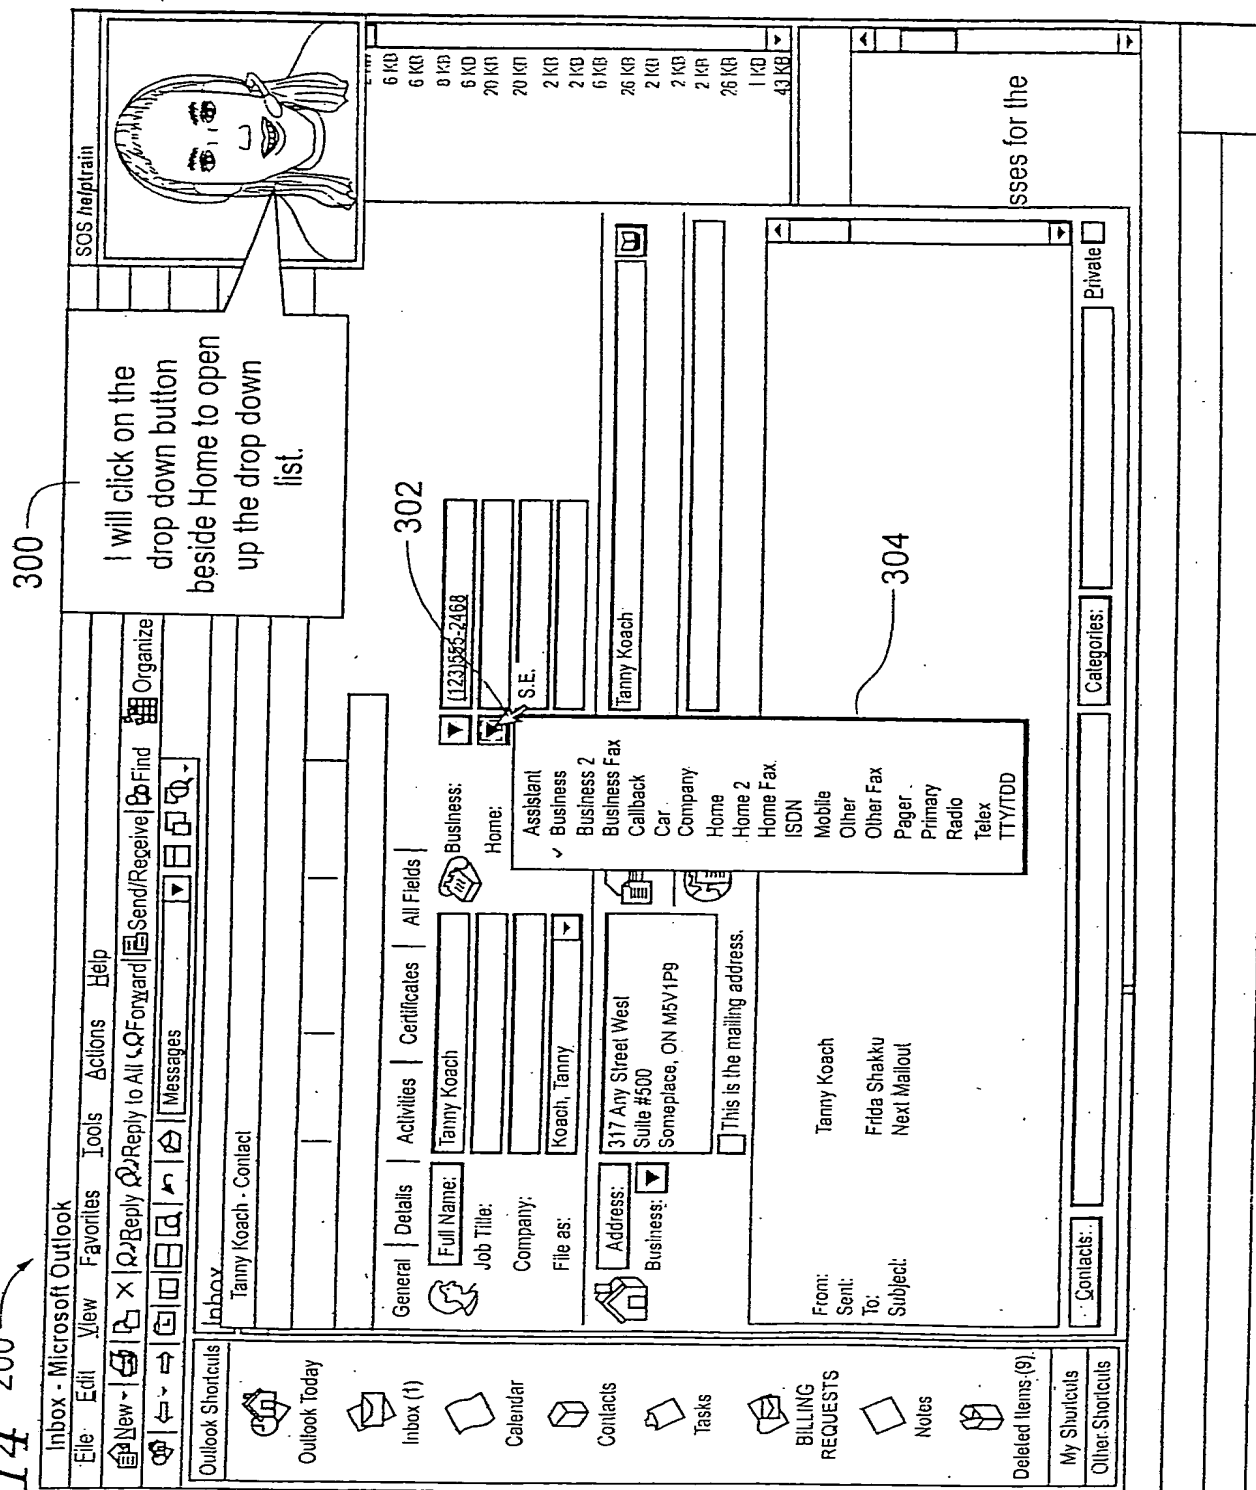 14
200
300
Inbox - Microsoft Outlook
File Edit View Favorites Tools Actions Help
New Reply Reply to All Forward Send/Receive Find Organize
Messages
SOS helptrain
I will click on the
drop down button
beside Home to open
up the drop down
list.
Outlook Shortcuts
Outlook Today
Inbox (1)
Calendar
Contacts
Tasks
BILLING
REQUESTS
Notes
Deleted Items (9)
My Shortcuts
Other Shortcuts
Inbox
Tanny Koach - Contact
General Details Activities Certificates All Fields
Full Name: Tanny Koach
Job Title:
Company:
File as: Koach, Tanny
Business: (123)555-2468
Home:
S.E.
302
Address: 317 Any Street West
Suite #500
Someplace, ON M5V1P9
Business:
This is the mailing address.
Tanny Koach
Assistant
Business
Business 2
Business Fax
Callback
Car
Company
Home
Home 2
Home Fax
ISDN
Mobile
Other
Other Fax
Pager
Primary
Radio
Telex
TTY/TDD
304
From: Tanny Koach
Sent:
To: Frida Shakku
Subject: Next Mailout
Contacts: Categories: Private
6 KB
6 KB
8 KB
6 KB
20 KB
20 KB
2 KB
2 KB
6 KB
26 KB
2 KB
2 KB
2 KB
26 KB
1 KB
43 KB
sses for the